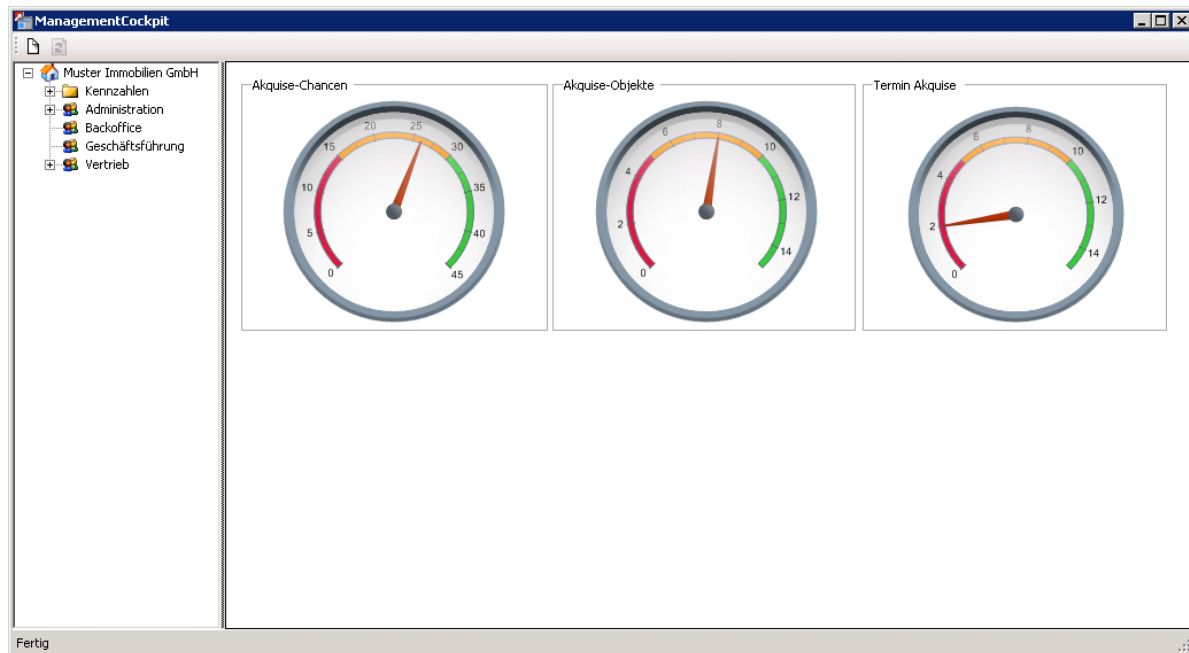 ManagementCockpit
Muster Immobilien GmbH
Kennzahlen
Administration
Backoffice
Geschäftsführung
Vertrieb
Akquise-Chancen
0
5
10
15
20
25
30
35
40
45
Akquise-Objekte
0
2
4
6
8
10
12
14
Termin Akquise
0
2
4
6
8
10
12
14
Fertig